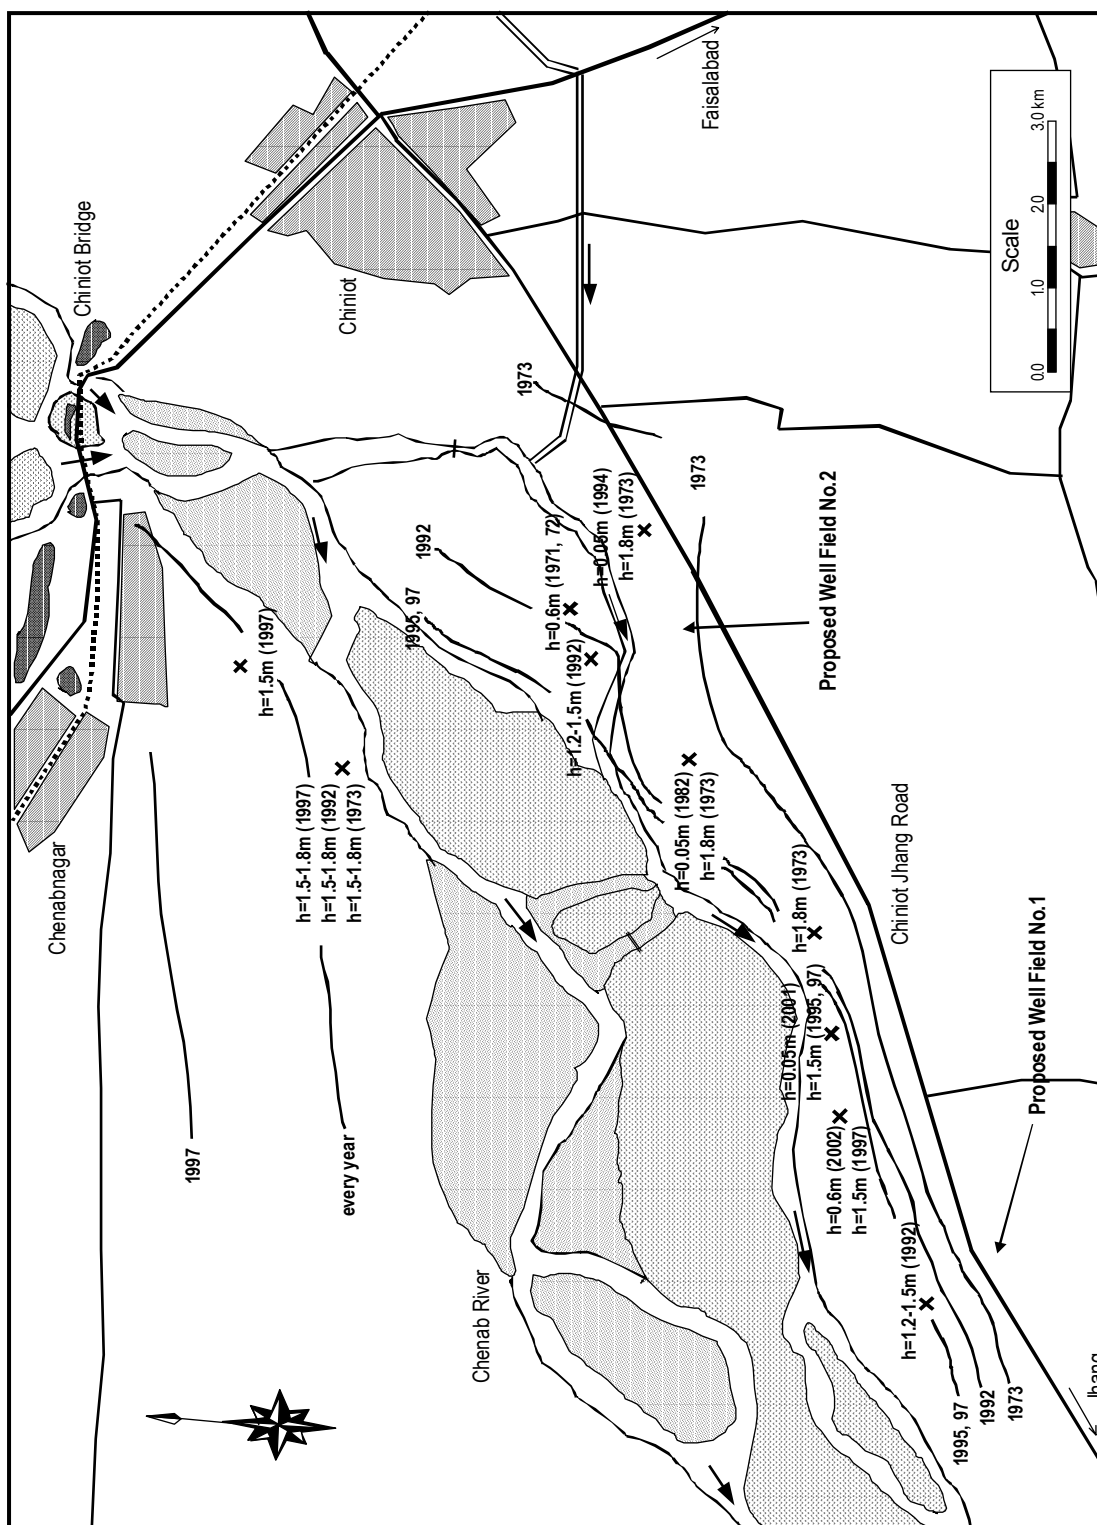 Chiniot Bridge
Chiniot
Faisalabad
Scale
0.0
1.0
2.0
3.0 km
Chenabnagar
1973
1973
1992
1995, 97
h=0.6m (1971, 72)
h=1.2-1.5m (1992)
h=0.05m (1994)
h=1.8m (1973)
Proposed Well Field No.2
h=1.5m (1997)
h=1.5-1.8m (1997)
h=1.5-1.8m (1992)
h=1.5-1.8m (1973)
h=0.05m (1982)
h=1.8m (1973)
h=1.8m (1973)
Chiniot Jhang Road
h=0.05m (2001)
h=1.5m (1995, 97)
Proposed Well Field No.1
h=0.6m (2002)
h=1.5m (1997)
1997
every year
Chenab River
h=1.2-1.5m (1992)
1995, 97
1992
1973
Jhang